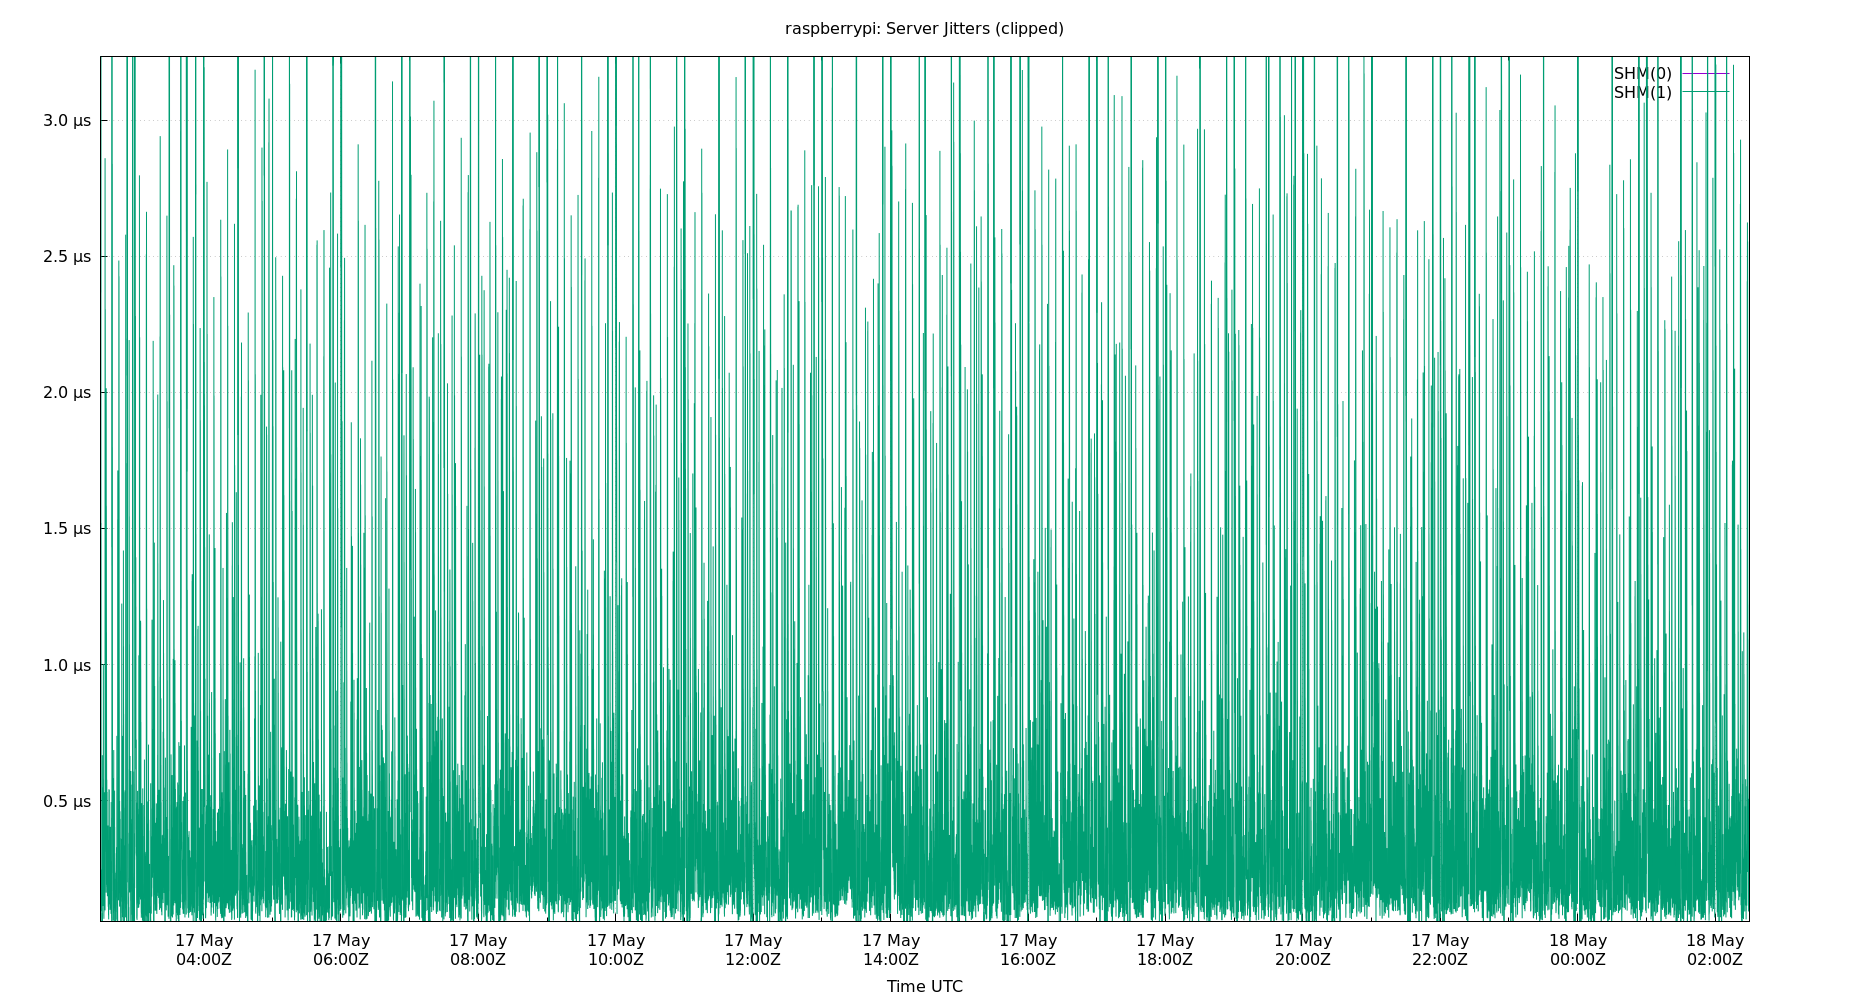 raspberrypi: Server Jitters (clipped)
SHM(0)
SHM(1)
3.0 µs
2.5 µs
2.0 µs
1.5 µs
1.0 µs
0.5 µs
17 May 17 May 17 May 17 May 17 May 17 May 17 May 17 May 17 May 17 May 18 May 18 May
04:00Z 06:00Z 08:00Z 10:00Z 12:00Z 14:00Z 16:00Z 18:00Z 20:00Z 22:00Z 00:00Z 02:00Z
Time UTC